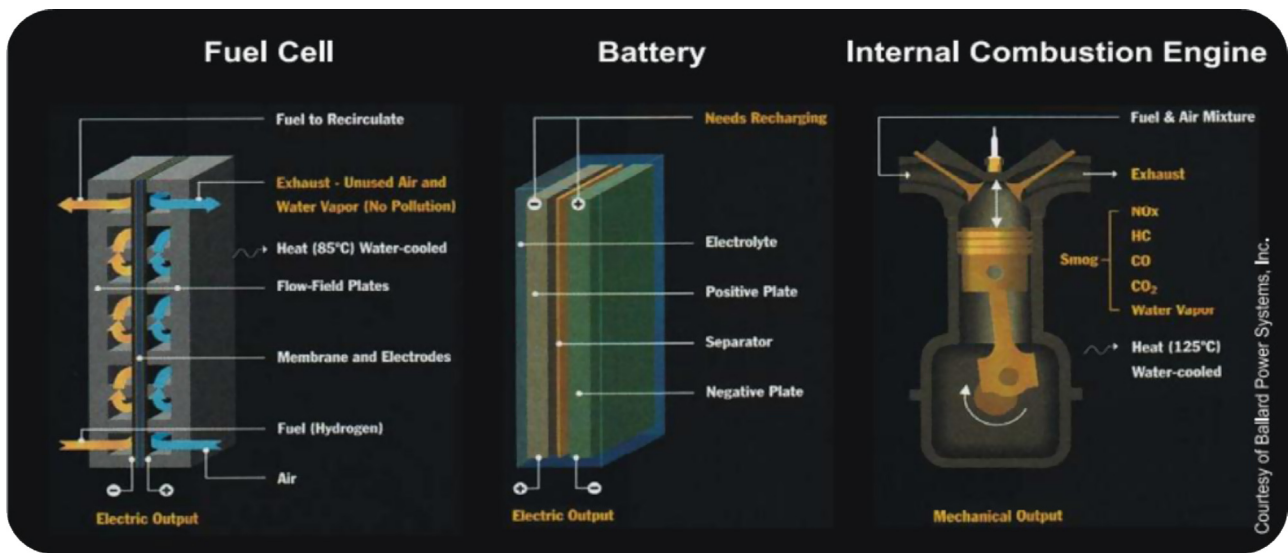 Fuel Cell
Fuel to Recirculate
Exhaust - Unused Air and
Water Vapor (No Pollution)
Heat (85°C) Water-cooled
Flow-Field Plates
Membrane and Electrodes
Fuel (Hydrogen)
Air
− +
Electric Output
Battery
Needs Recharging
− +
Electrolyte
Positive Plate
Separator
Negative Plate
+ −
Electric Output
Internal Combustion Engine
Fuel & Air Mixture
Exhaust
Smog
NOx
HC
CO
CO₂
Water Vapor
Heat (125°C)
Water-cooled
Mechanical Output
Courtesy of Ballard Power Systems, Inc.